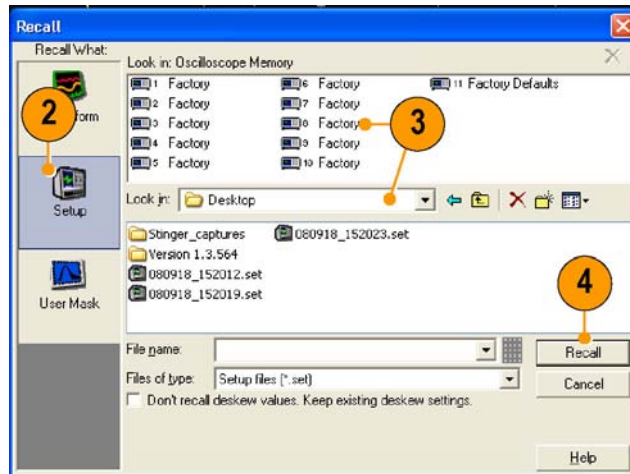 Recall
Recall What:
Look in: Oscilloscope Memory
1 Factory
2 Factory
3 Factory
4 Factory
5 Factory
6 Factory
7 Factory
8 Factory
9 Factory
10 Factory
11 Factory Defaults
2
form
3
Setup
User Mask
Look in: Desktop
Stinger_captures
Version 1.3.564
080918_152012.set
080918_152019.set
080918_152023.set
4
File name:
Recall
Files of type: Setup files (*.set)
Cancel
Don't recall deskew values. Keep existing deskew settings.
Help